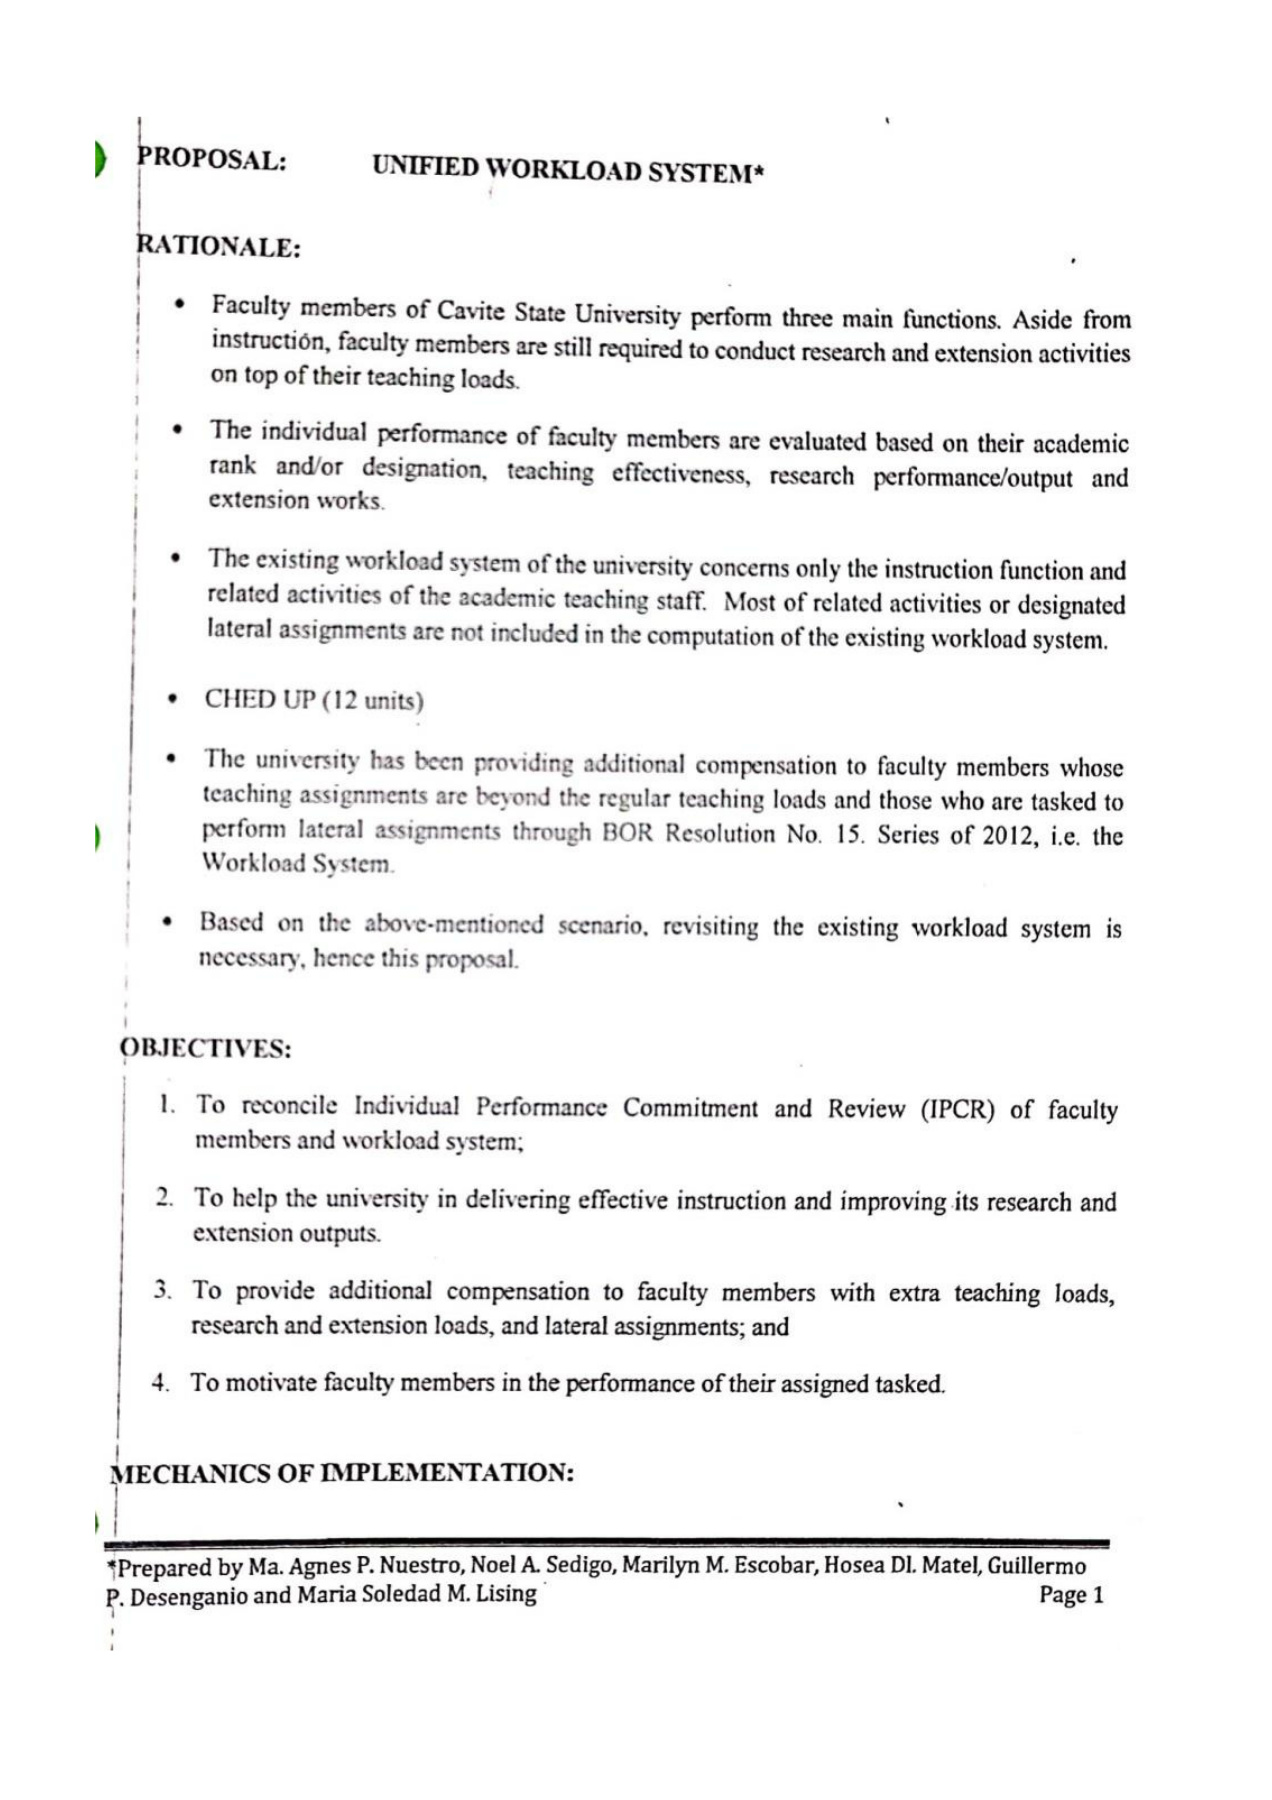 PROPOSAL: UNIFIED WORKLOAD SYSTEM*
RATIONALE:
• Faculty members of Cavite State University perform three main functions. Aside from
instruction, faculty members are still required to conduct research and extension activities
on top of their teaching loads.
• The individual performance of faculty members are evaluated based on their academic
rank and/or designation, teaching effectiveness, research performance/output and
extension works.
• The existing workload system of the university concerns only the instruction function and
related activities of the academic teaching staff. Most of related activities or designated
lateral assignments are not included in the computation of the existing workload system.
• CHED UP (12 units)
• The university has been providing additional compensation to faculty members whose
teaching assignments are beyond the regular teaching loads and those who are tasked to
perform lateral assignments through BOR Resolution No. 15. Series of 2012, i.e. the
Workload System.
• Based on the above-mentioned scenario, revisiting the existing workload system is
necessary, hence this proposal.
OBJECTIVES:
1. To reconcile Individual Performance Commitment and Review (IPCR) of faculty
members and workload system;
2. To help the university in delivering effective instruction and improving its research and
extension outputs.
3. To provide additional compensation to faculty members with extra teaching loads,
research and extension loads, and lateral assignments; and
4. To motivate faculty members in the performance of their assigned tasked.
MECHANICS OF IMPLEMENTATION:
*Prepared by Ma. Agnes P. Nuestro, Noel A. Sedigo, Marilyn M. Escobar, Hosea Dl. Matel, Guillermo
P. Desenganio and Maria Soledad M. Lising Page 1